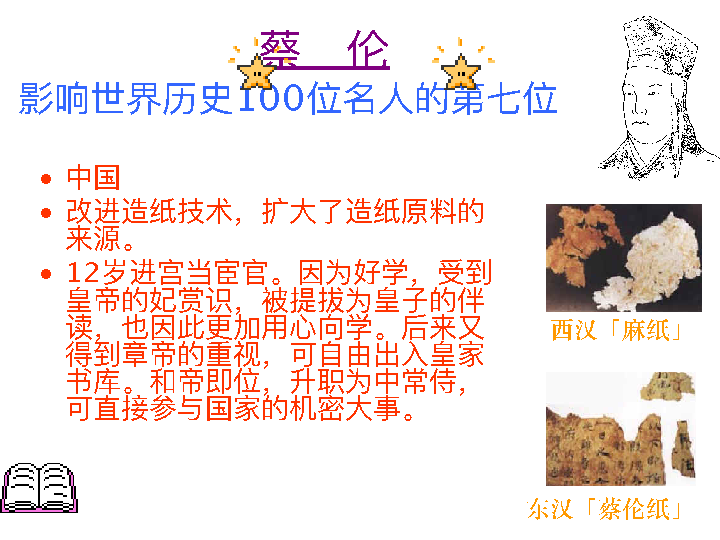 蔡 伦
影响世界历史100位名人的第七位
• 中国
• 改进造纸技术，扩大了造纸原料的
来源。
• 12岁进宫当宦官。因为好学，受到
皇帝的妃赏识，被提拔为皇子的伴
读，也因此更加用心向学。后来又
得到章帝的重视，可自由出入皇家
书库。和帝即位，升职为中常侍，
可直接参与国家的机密大事。
西汉「麻纸」
东汉「蔡伦纸」